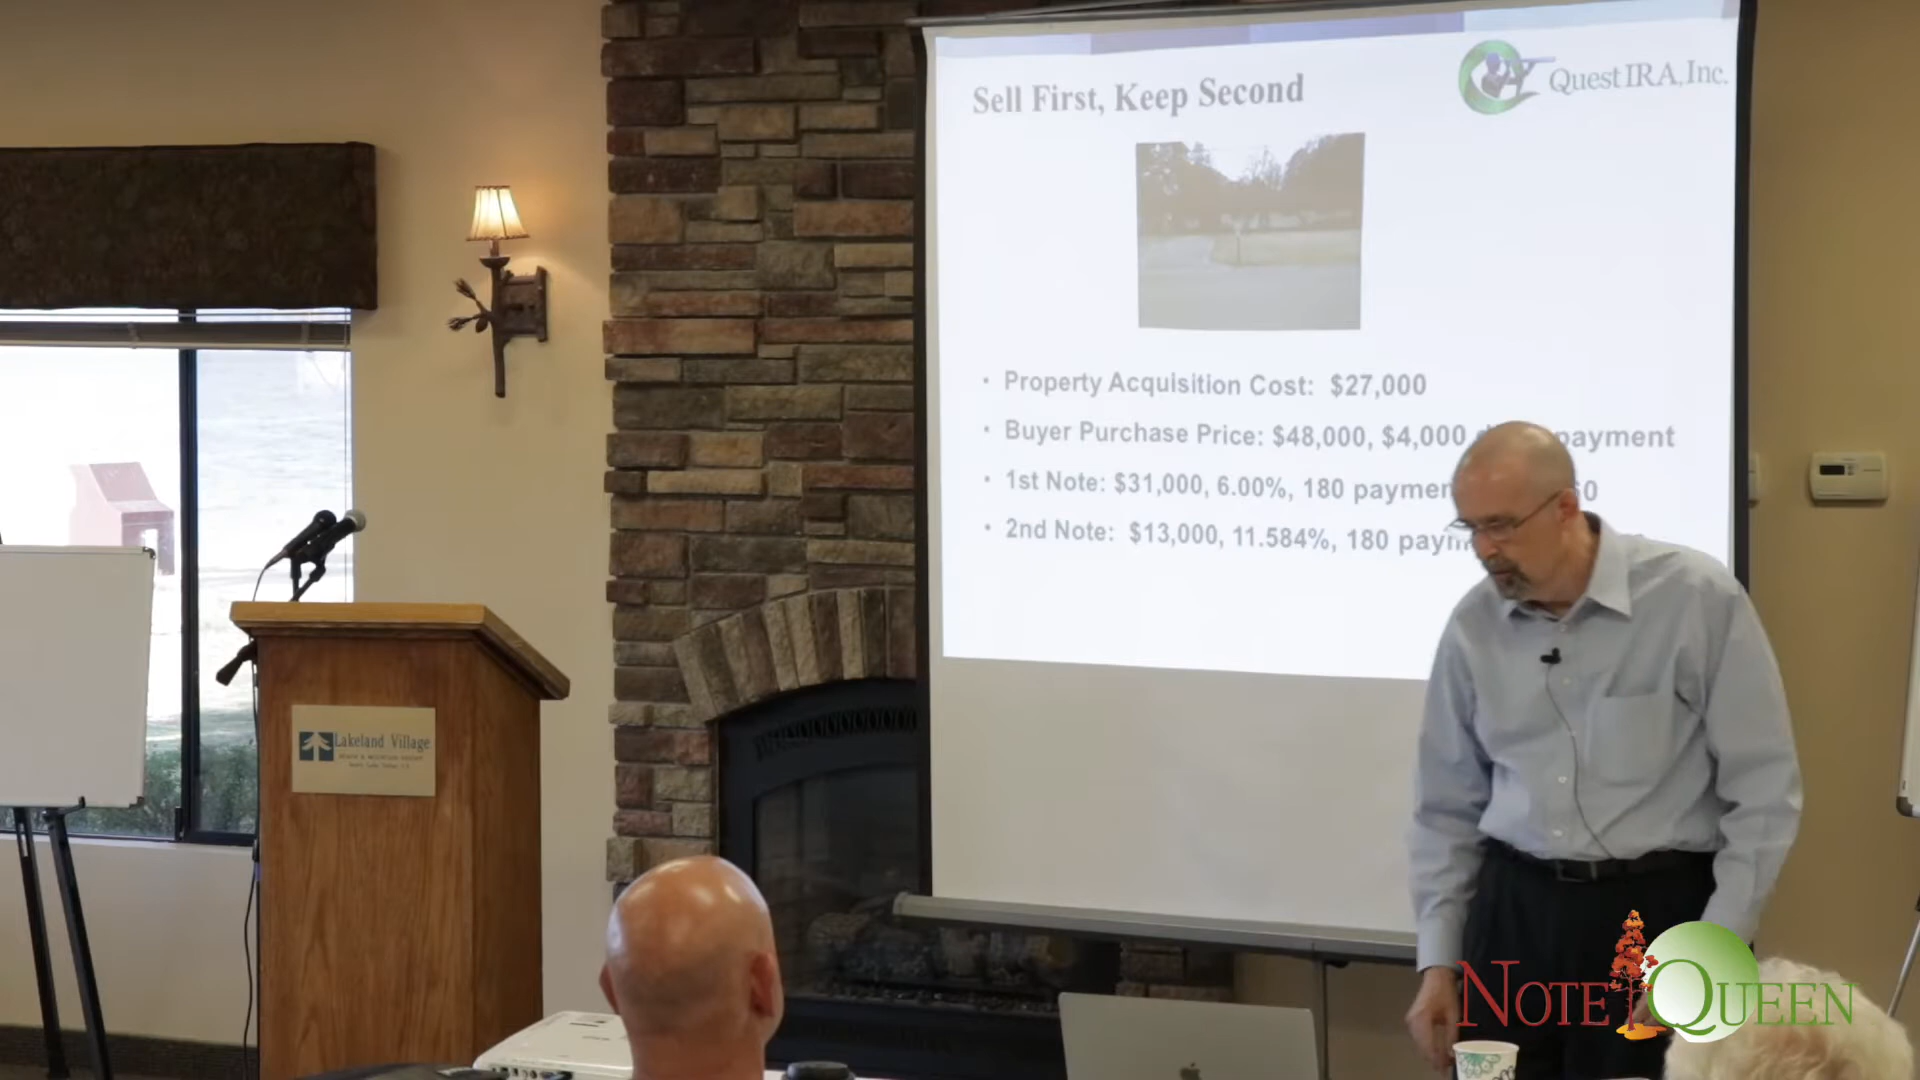 Sell First, Keep Second
Quest IRA, Inc.
• Property Acquisition Cost: $27,000
• Buyer Purchase Price: $48,000, $4,000 payment
• 1st Note: $31,000, 6.00%, 180
• 2nd Note: $13,000, 11.584%, 180
Lakeland Village
NOTE QUEEN